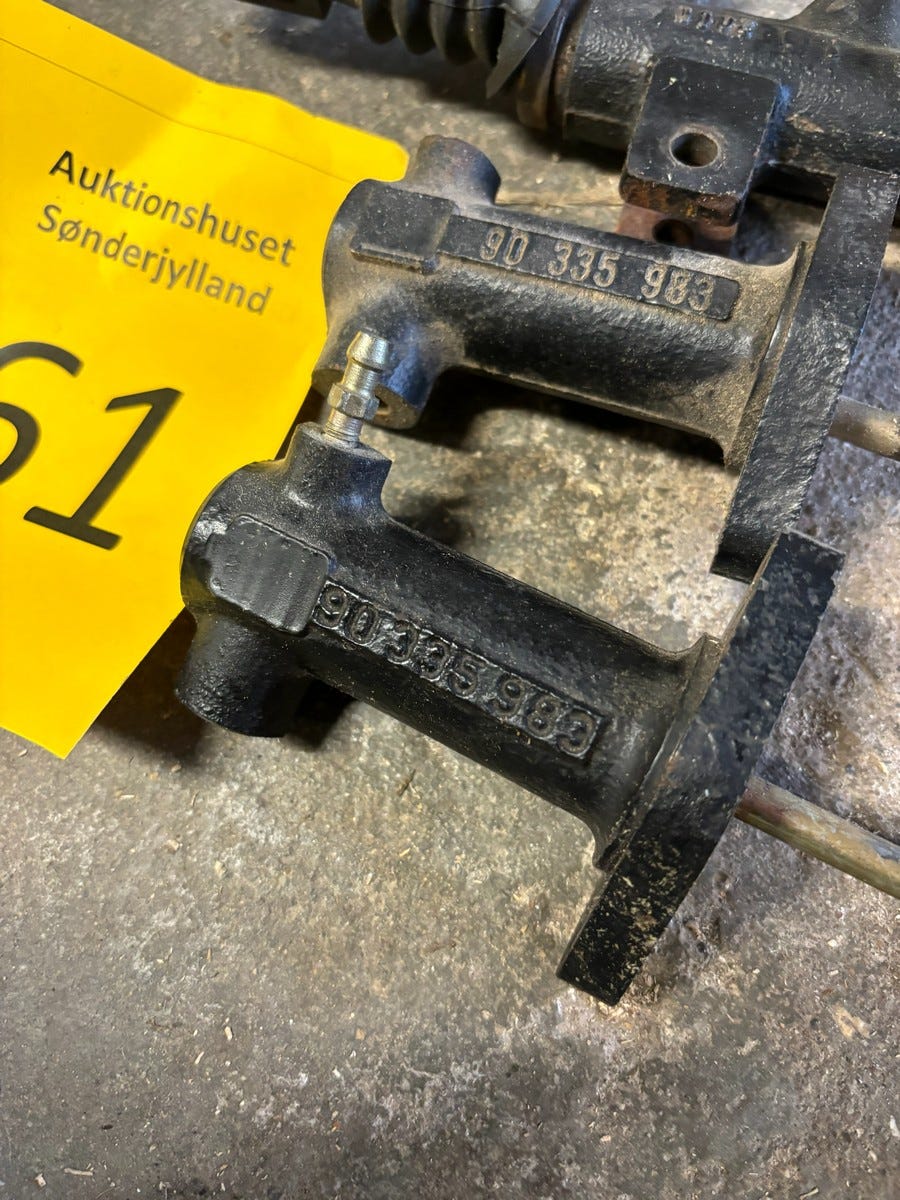 Auktionshuset
Sønderjylland
61
90 335 983
90 335 983